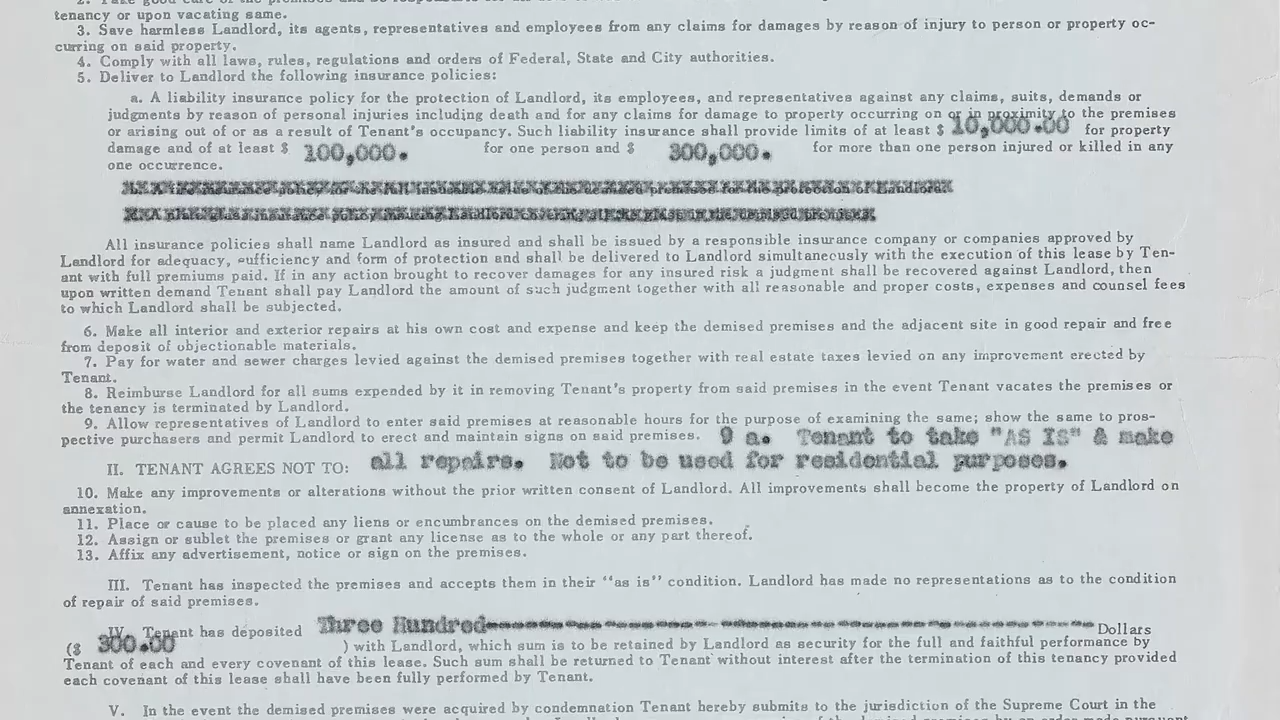 tenancy or upon vacating same.
3. Save harmless Landlord, its agents, representatives and employees from any claims for damages by reason of injury to person or property oc-
curring on said property.
4. Comply with all laws, rules, regulations and orders of Federal, State and City authorities.
5. Deliver to Landlord the following insurance policies:
a. A liability insurance policy for the protection of Landlord, its employees, and representatives against any claims, suits, demands or
judgments by reason of personal injuries including death and for any claims for damage to property occurring on or in proximity to the premises
or arising out of or as a result of Tenant's occupancy. Such liability insurance shall provide limits of at least $ 10,000.00 for property
damage and of at least $ 100,000. for one person and $ 300,000. for more than one person injured or killed in any
one occurrence.
All insurance policies shall name Landlord as insured and shall be issued by a responsible insurance company or companies approved by
Landlord for adequacy, sufficiency and form of protection and shall be delivered to Landlord simultaneously with the execution of this lease by Ten-
ant with full premiums paid. If in any action brought to recover damages for any insured risk a judgment shall be recovered against Landlord, then
upon written demand Tenant shall pay Landlord the amount of such judgment together with all reasonable and proper costs, expenses and counsel fees
to which Landlord shall be subjected.
6. Make all interior and exterior repairs at his own cost and expense and keep the demised premises and the adjacent site in good repair and free
from deposit of objectionable materials.
7. Pay for water and sewer charges levied against the demised premises together with real estate taxes levied on any improvement erected by
Tenant.
8. Reimburse Landlord for all sums expended by it in removing Tenant's property from said premises in the event Tenant vacates the premises or
the tenancy is terminated by Landlord.
9. Allow representatives of Landlord to enter said premises at reasonable hours for the purpose of examining the same; show the same to pros-
pective purchasers and permit Landlord to erect and maintain signs on said premises. 9 a. Tenant to take "AS IS" & make
II. TENANT AGREES NOT TO: all repairs. Not to be used for residential purposes.
10. Make any improvements or alterations without the prior written consent of Landlord. All improvements shall become the property of Landlord on
annexation.
11. Place or cause to be placed any liens or encumbrances on the demised premises.
12. Assign or sublet the premises or grant any license as to the whole or any part thereof.
13. Affix any advertisement, notice or sign on the premises.
III. Tenant has inspected the premises and accepts them in their "as is" condition. Landlord has made no representations as to the condition
of repair of said premises.
IV. Tenant has deposited Three Hundred-------------------- Dollars
($ 300.00 ) with Landlord, which sum is to be retained by Landlord as security for the full and faithful performance by
Tenant of each and every covenant of this lease. Such sum shall be returned to Tenant without interest after the termination of this tenancy provided
each covenant of this lease shall have been fully performed by Tenant.
V. In the event the demised premises were acquired by condemnation Tenant hereby submits to the jurisdiction of the Supreme Court in the